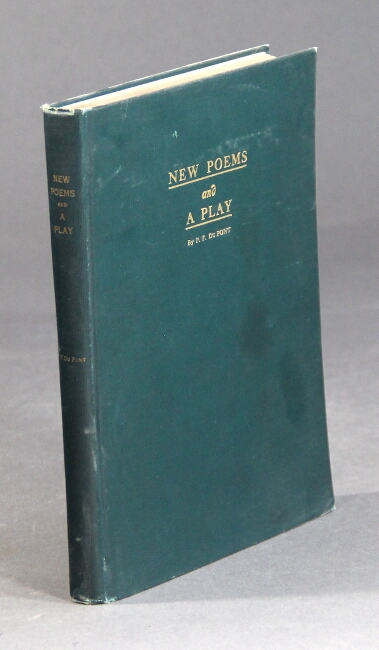 NEW POEMS
and
A PLAY
By P. F. DU PONT
NEW
POEMS
AND
A
PLAY
DU PONT